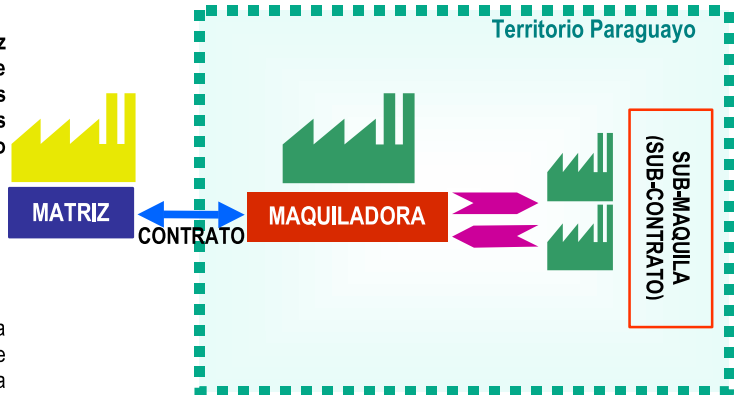 Territorio Paraguayo
z
e
s
s
o
MATRIZ
CONTRATO
MAQUILADORA
SUB-MAQUILA
(SUB-CONTRATO)
a
e
a